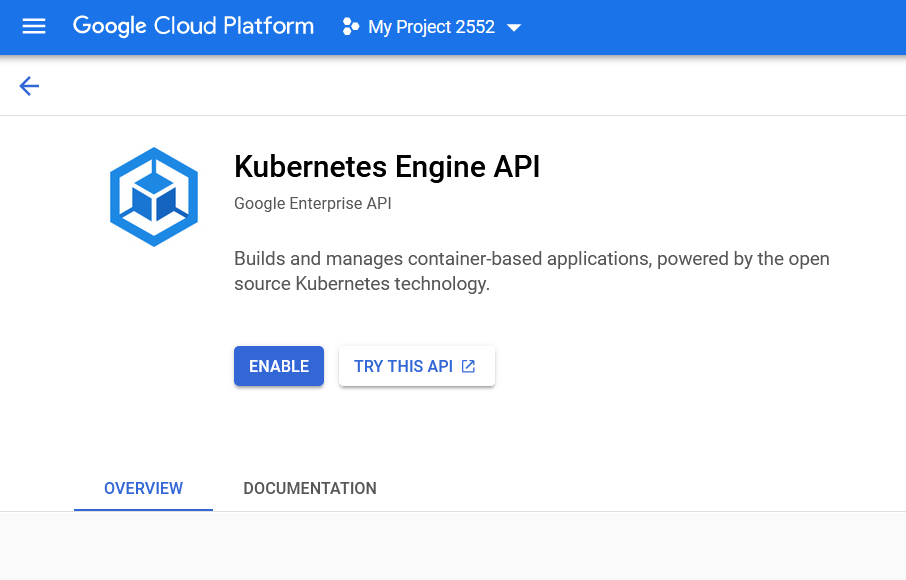 Google Cloud Platform My Project 2552
Kubernetes Engine API
Google Enterprise API
Builds and manages container-based applications, powered by the open
source Kubernetes technology.
ENABLE TRY THIS API
OVERVIEW DOCUMENTATION